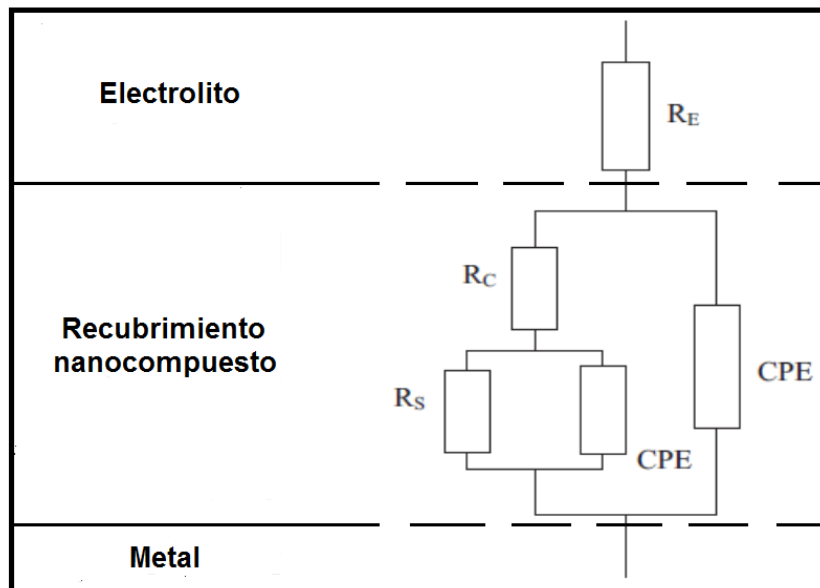 Electrolito
R_E
R_C
Recubrimiento
nanocompuesto
CPE
R_S
CPE
Metal